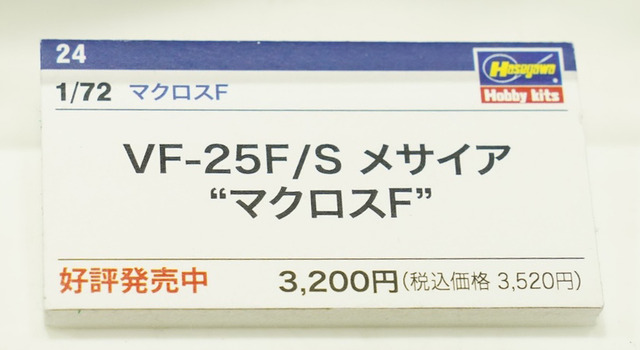 24
Hasegawa
Hobby kits
1/72 マクロスF
VF-25F/S メサイア
“マクロスF”
好評発売中 3,200円(税込価格 3,520円)